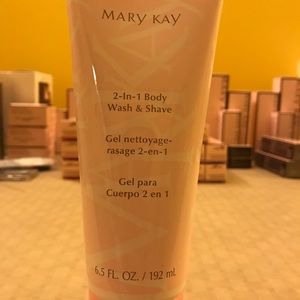 MARY KAY
2-In-1 Body
Wash & Shave
Gel nettoyage-
rasage 2-en-1
Gel para
Cuerpo 2 en 1
6.5 FL. OZ. / 192 mL